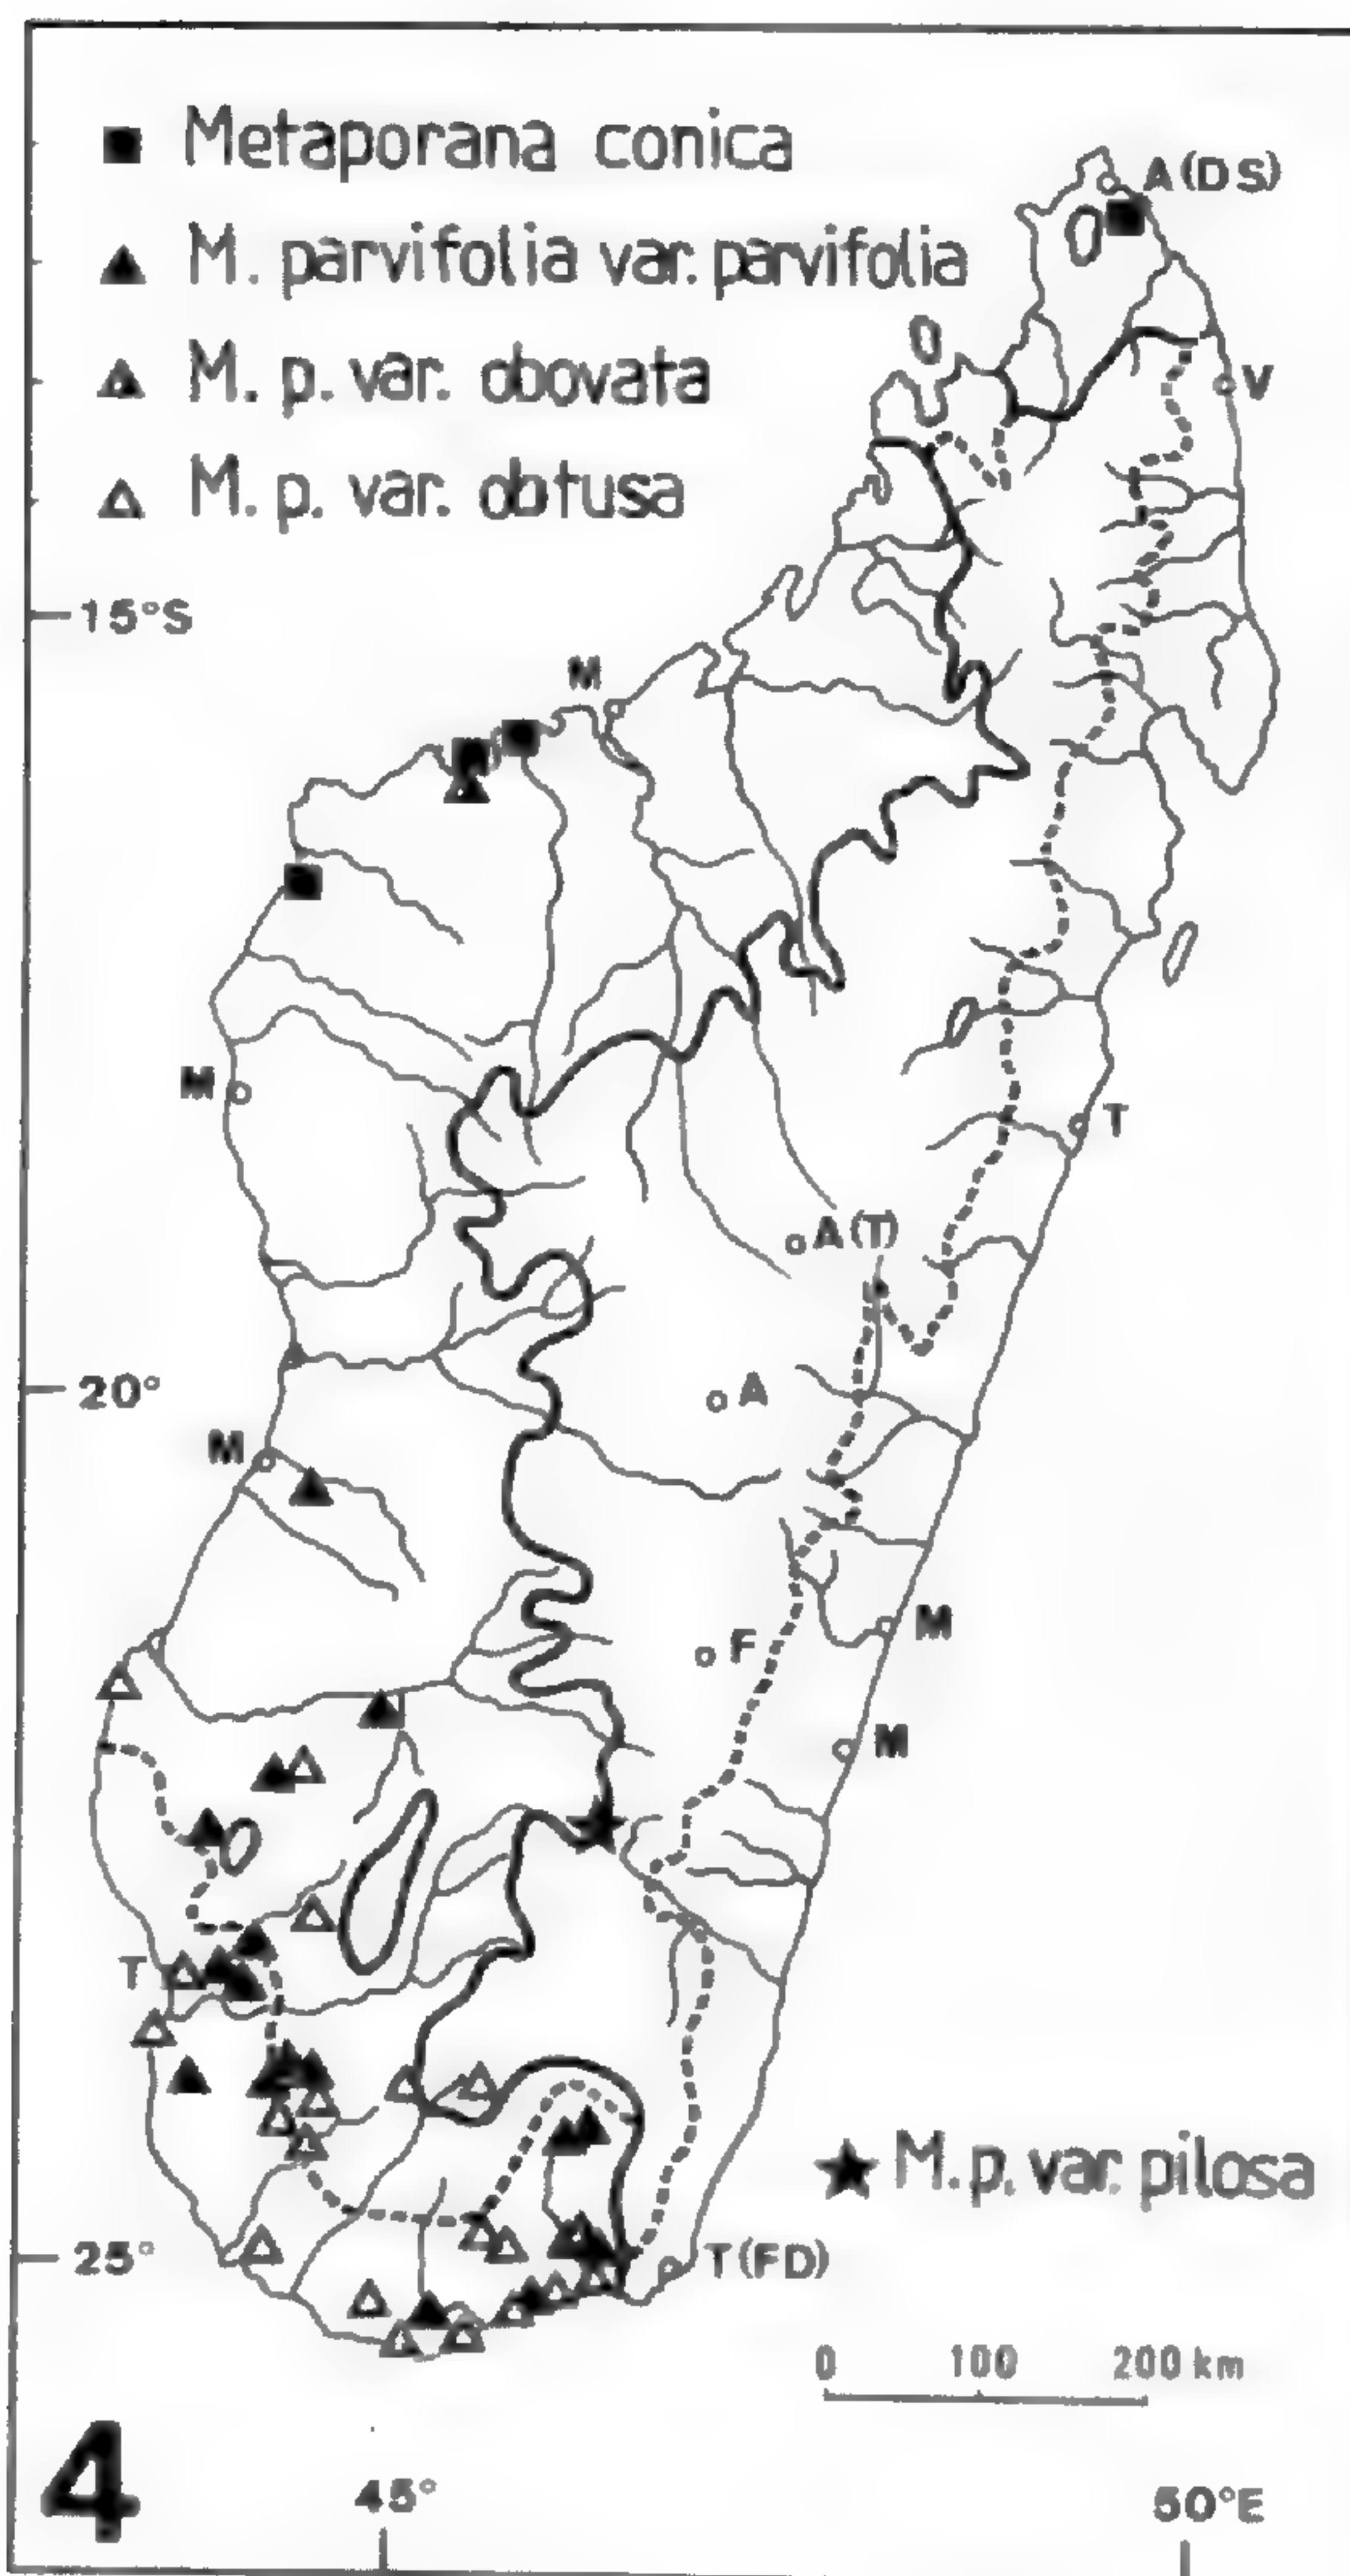 Metaporana conica
M. parvifolia var. parvifolia
M. p. var. obovata
M. p. var. obtusa
A(DS)
V
15°S
M
M
T
A(T)
20°
A
M
F
M
M
T
M.p. var. pilosa
25°
T(FD)
0 100 200 km
4
45°
50°E